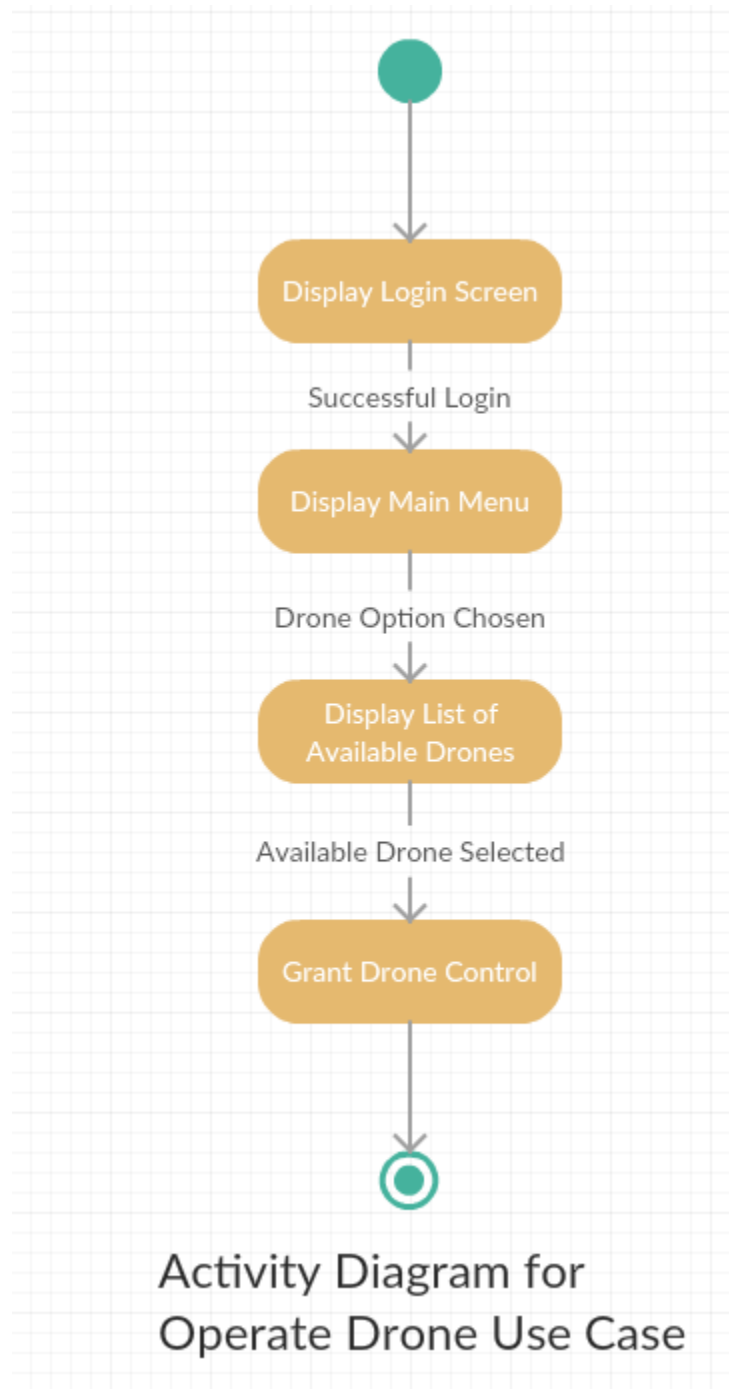 Display Login Screen
Successful Login
Display Main Menu
Drone Option Chosen
Display List of
Available Drones
Available Drone Selected
Grant Drone Control
Activity Diagram for
Operate Drone Use Case